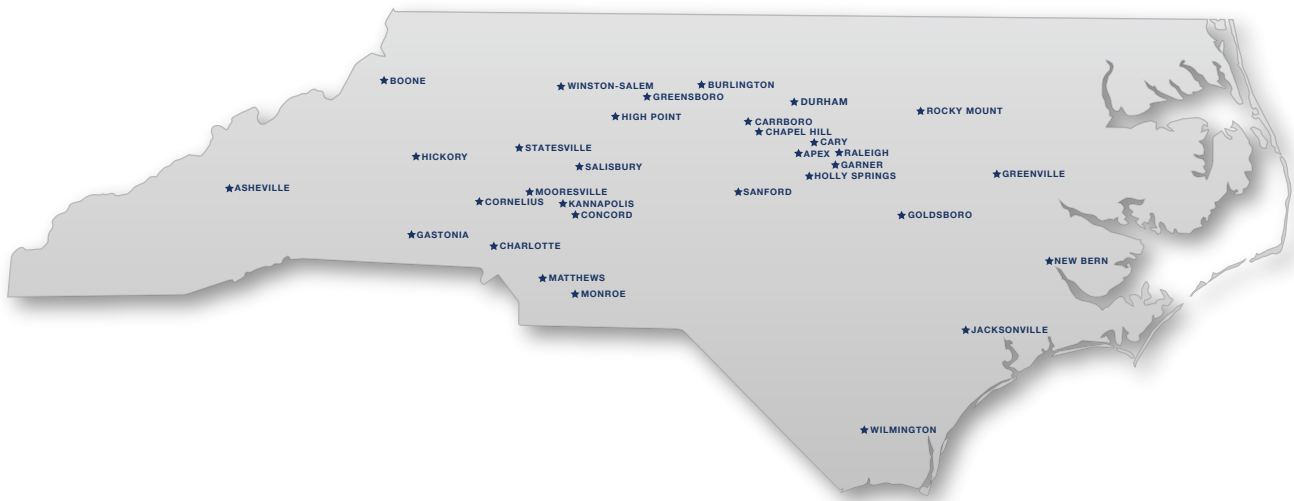 BOONE
WINSTON-SALEM
BURLINGTON
GREENSBORO
DURHAM
ROCKY MOUNT
HIGH POINT
CARRBORO
CHAPEL HILL
CARY
STATESVILLE
APEX
RALEIGH
HICKORY
SALISBURY
GARNER
HOLLY SPRINGS
GREENVILLE
ASHEVILLE
MOORESVILLE
SANFORD
CORNELIUS
KANNAPOLIS
CONCORD
GOLDSBORO
GASTONIA
CHARLOTTE
NEW BERN
MATTHEWS
MONROE
JACKSONVILLE
WILMINGTON